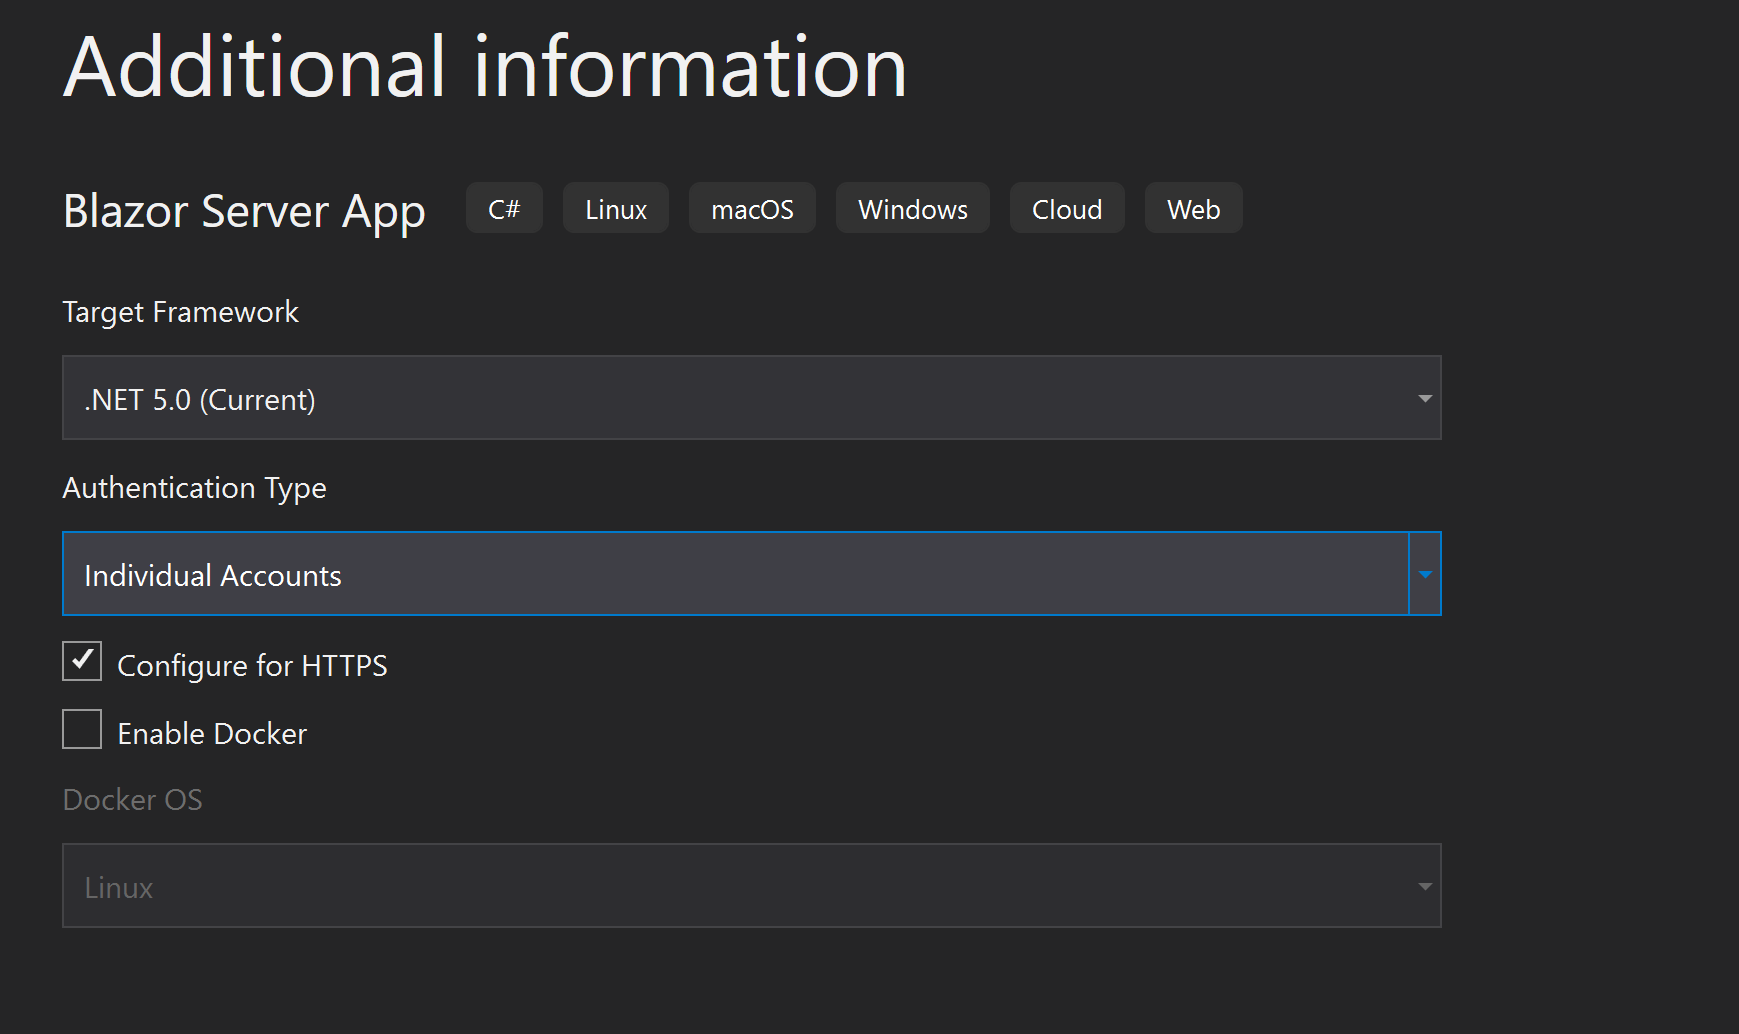 Additional information
Blazor Server App C# Linux macOS Windows Cloud Web
Target Framework
.NET 5.0 (Current)
Authentication Type
Individual Accounts
Configure for HTTPS
Enable Docker
Docker OS
Linux